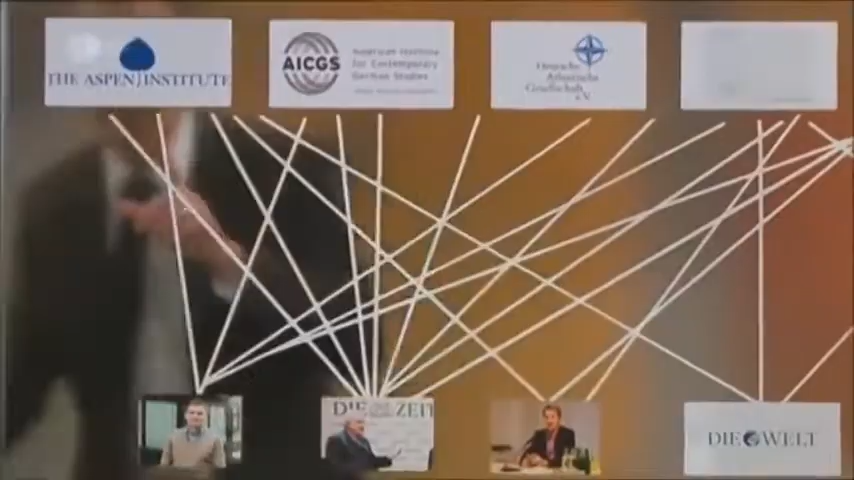 THE ASPEN INSTITUTE
AICGS
American Institute
for Contemporary
German Studies
Deutsche
Atlantische
Gesellschaft
e.V.
DIE ZEIT
DIE WELT